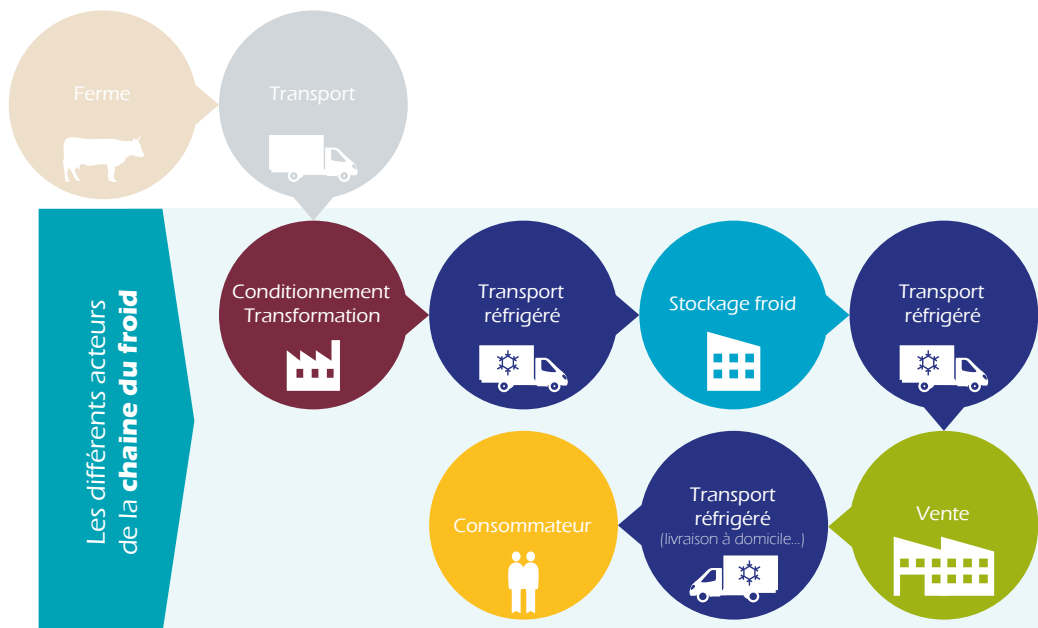 Ferme
Transport
Les différents acteurs
de la chaine du froid
Conditionnement
Transformation
Transport
réfrigéré
Stockage froid
Transport
réfrigéré
Vente
Transport
réfrigéré
(livraison à domicile...)
Consommateur